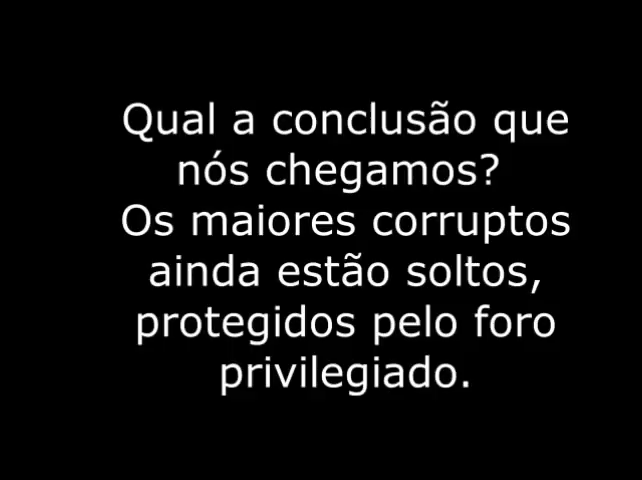 Qual a conclusão que
nós chegamos?
Os maiores corruptos
ainda estão soltos,
protegidos pelo foro
privilegiado.